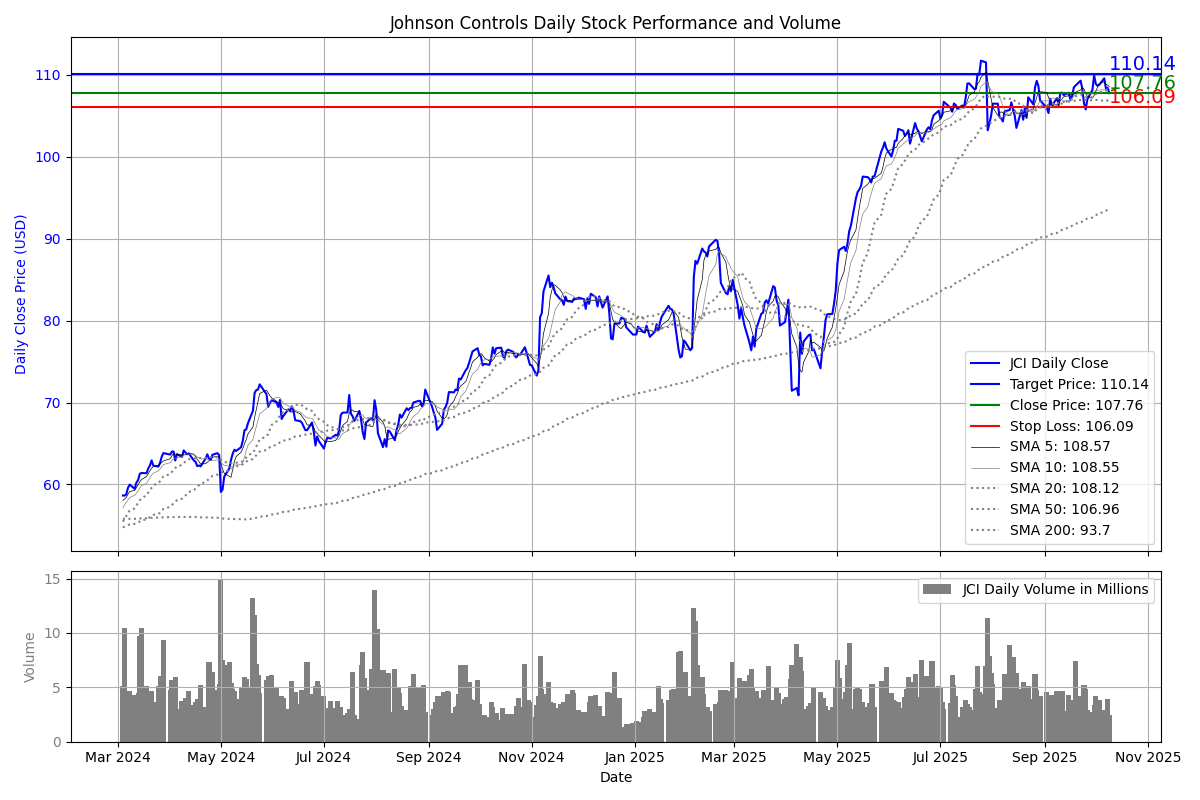 Johnson Controls Daily Stock Performance and Volume
110
100
90
80
70
60
Daily Close Price (USD)
110.14
107.76
106.09
JCI Daily Close
Target Price: 110.14
Close Price: 107.76
Stop Loss: 106.09
SMA 5: 108.57
SMA 10: 108.55
SMA 20: 108.12
SMA 50: 106.96
SMA 200: 93.7
15
10
5
0
Volume
JCI Daily Volume in Millions
Mar 2024 May 2024 Jul 2024 Sep 2024 Nov 2024 Jan 2025 Mar 2025 May 2025 Jul 2025 Sep 2025 Nov 2025
Date